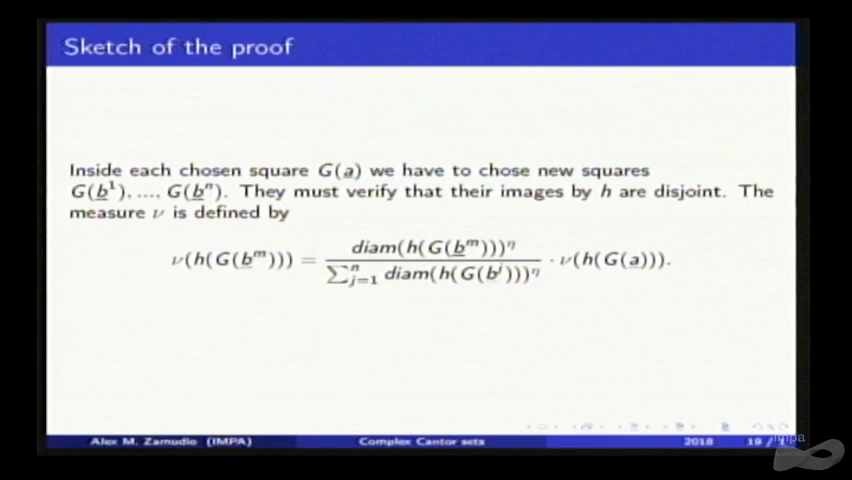 Sketch of the proof
Inside each chosen square G(a) we have to chose new squares
G(b¹), ..., G(bⁿ). They must verify that their images by h are disjoint. The
measure ν is defined by
ν(h(G(bᵐ))) = diam(h(G(bᵐ)))^η / ∑ⁿⱼ₌₁ diam(h(G(bʲ)))^η · ν(h(G(a))).
Alex M. Zamudio (IMPA) Complex Cantor sets 2018 19 /
impa